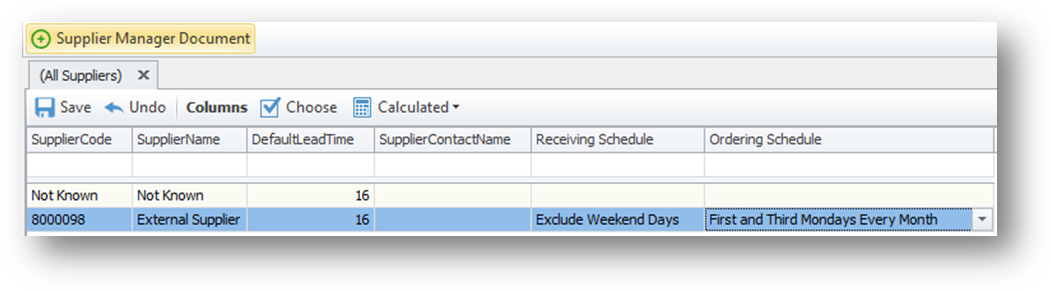 Supplier Manager Document
(All Suppliers)
Save Undo Columns Choose Calculated
SupplierCode SupplierName DefaultLeadTime SupplierContactName Receiving Schedule Ordering Schedule
Not Known Not Known 16
8000098 External Supplier 16 Exclude Weekend Days First and Third Mondays Every Month